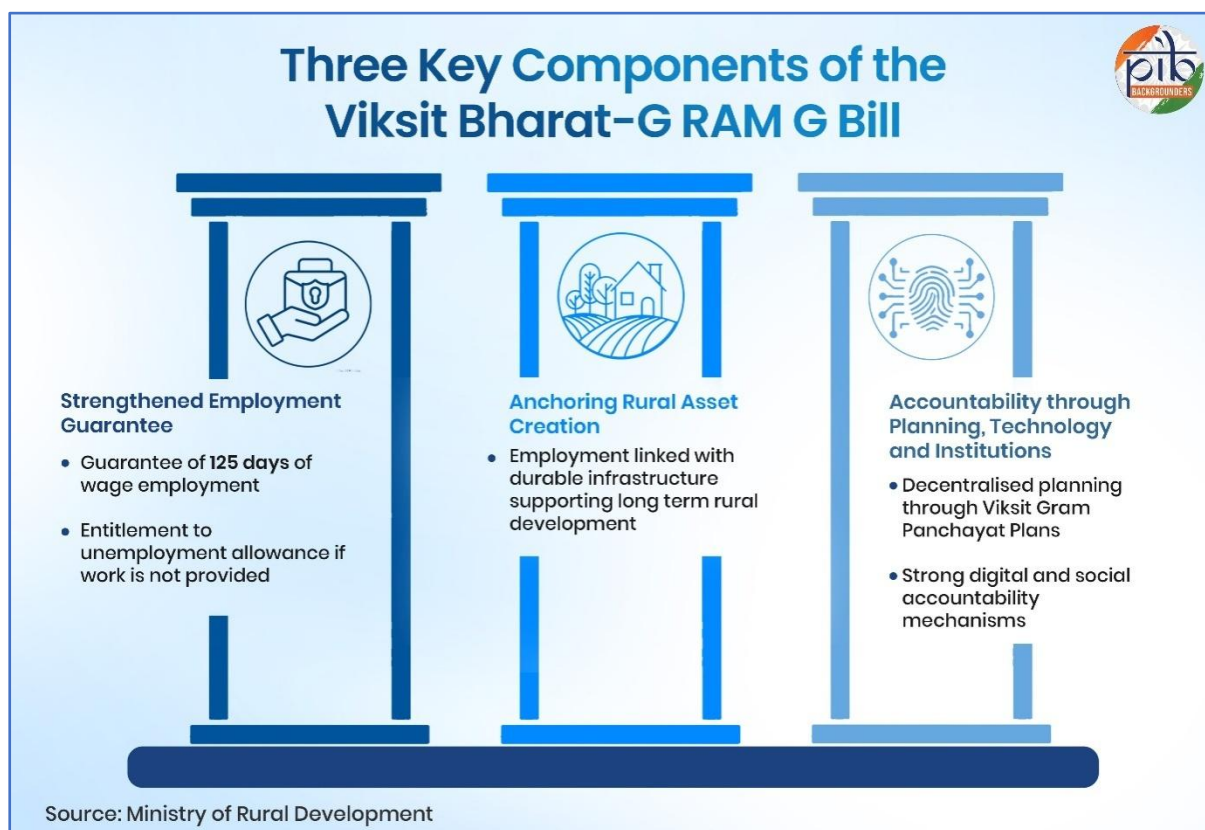 Three Key Components of the
Viksit Bharat-G RAM G Bill
pib
BACKGROUNDERS
Strengthened Employment
Guarantee
• Guarantee of 125 days of
wage employment
• Entitlement to
unemployment allowance if
work is not provided
Anchoring Rural Asset
Creation
• Employment linked with
durable infrastructure
supporting long term rural
development
Accountability through
Planning, Technology
and Institutions
• Decentralised planning
through Viksit Gram
Panchayat Plans
• Strong digital and social
accountability
mechanisms
Source: Ministry of Rural Development